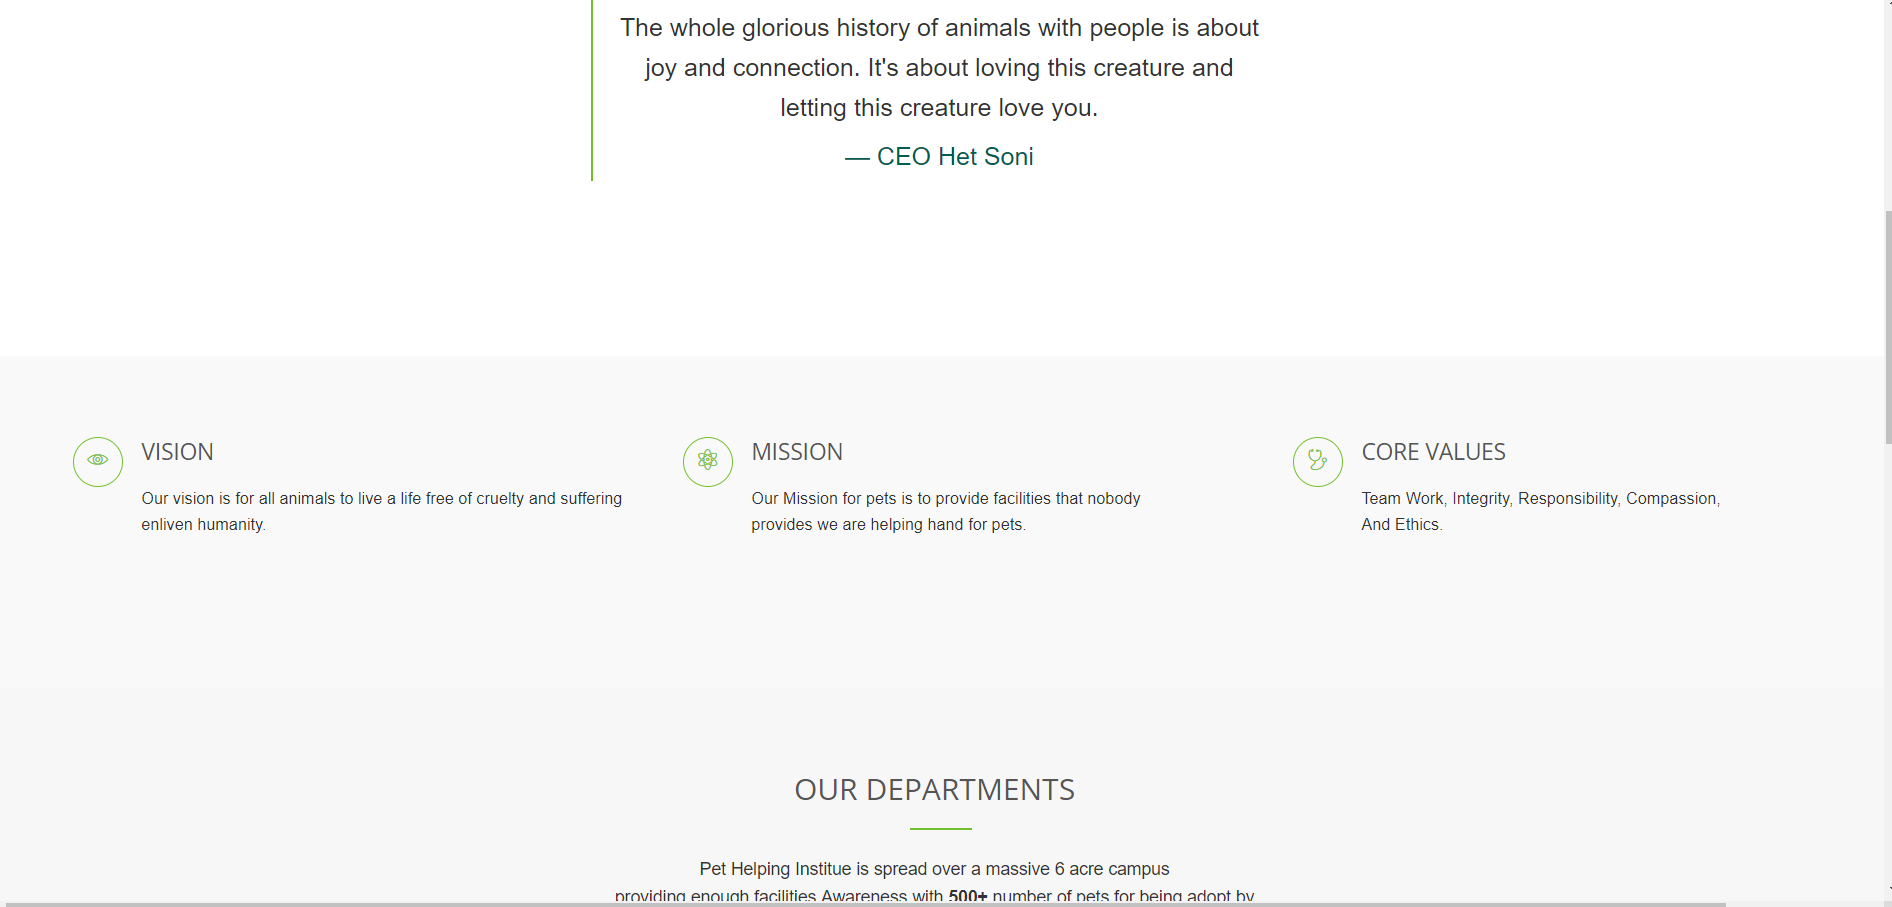 The whole glorious history of animals with people is about
joy and connection. It's about loving this creature and
letting this creature love you.
— CEO Het Soni
VISION
Our vision is for all animals to live a life free of cruelty and suffering
enliven humanity.
MISSION
Our Mission for pets is to provide facilities that nobody
provides we are helping hand for pets.
CORE VALUES
Team Work, Integrity, Responsibility, Compassion,
And Ethics.
OUR DEPARTMENTS
Pet Helping Institue is spread over a massive 6 acre campus
providing enough facilities Awareness with 500+ number of pets for being adopt by